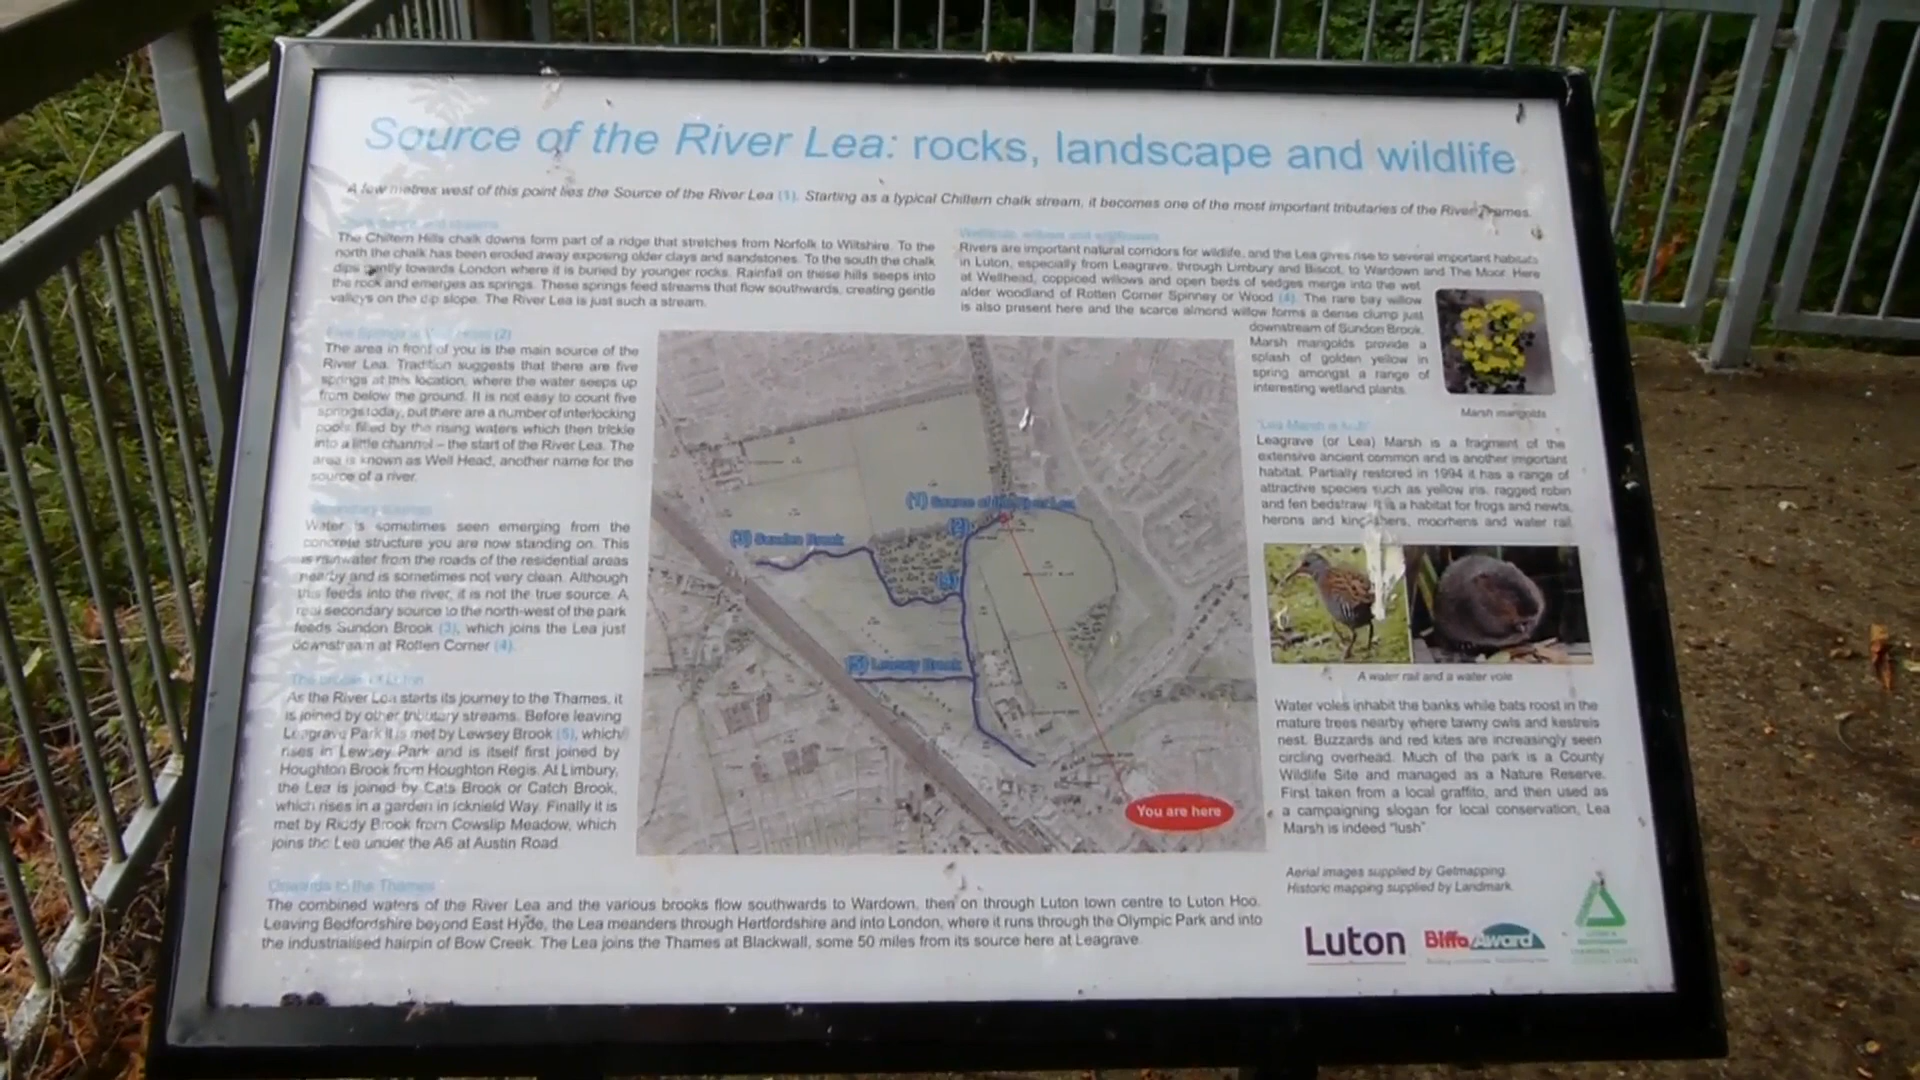 Source of the River Lea: rocks, landscape and wildlife
A few metres west of this point lies the Source of the River Lea (1). Starting as a typical Chiltern chalk stream, it becomes one of the most important tributaries of the River Thames.
The Chiltern Hills chalk downs form part of a ridge that stretches from Norfolk to Wiltshire. To the
north the chalk has been eroded away exposing older clays and sandstones. To the south the chalk
dips gently towards London where it is buried by younger rocks. Rainfall on these hills seeps into
the rock and emerges as springs. These springs feed streams that flow southwards, creating gentle
valleys on the dip slope. The River Lea is just such a stream.
Five Springs at Well Head (2)
The area in front of you is the main source of the
River Lea. Tradition suggests that there are five
springs at this location, where the water seeps up
from below the ground. It is not easy to count five
springs today, but there are a number of interlocking
pools filled by the rising waters which then trickle
into a little channel – the start of the River Lea. The
area is known as Well Head, another name for the
source of a river.
Secondary sources
Water is sometimes seen emerging from the
concrete structure you are now standing on. This
is rainwater from the roads of the residential areas
nearby and is sometimes not very clean. Although
this feeds into the river, it is not the true source. A
real secondary source to the north-west of the park
feeds Sundon Brook (3), which joins the Lea just
downstream at Rotten Corner (4).
The brooks of Luton
As the River Lea starts its journey to the Thames, it
is joined by other tributary streams. Before leaving
Leagrave Park it is met by Lewsey Brook (5), which
rises in Lewsey Park and is itself first joined by
Houghton Brook from Houghton Regis. At Limbury,
the Lea is joined by Cats Brook or Catch Brook,
which rises in a garden in Icknield Way. Finally it is
met by Riddy Brook from Cowslip Meadow, which
joins the Lea under the A6 at Austin Road.
Onwards to the Thames
The combined waters of the River Lea and the various brooks flow southwards to Wardown, then on through Luton town centre to Luton Hoo.
Leaving Bedfordshire beyond East Hyde, the Lea meanders through Hertfordshire and into London, where it runs through the Olympic Park and into
the industrialised hairpin of Bow Creek. The Lea joins the Thames at Blackwall, some 50 miles from its source here at Leagrave.
(1) Source of the River Lea
(2)
(3) Sundon Brook
(4)
(5) Lewsey Brook
You are here
Rivers are important natural corridors for wildlife, and the Lea gives rise to several important habitats
in Luton, especially from Leagrave, through Limbury and Biscot, to Wardown and The Moor. Here
at Wellhead, coppiced willows and open beds of sedges merge into the wet
alder woodland of Rotten Corner Spinney or Wood (4). The rare bay willow
is also present here and the scarce almond willow forms a dense clump just
downstream of Sundon Brook.
Marsh marigolds provide a
splash of golden yellow in
spring amongst a range of
interesting wetland plants.
Marsh marigolds
"Lea Marsh is lush"
Leagrave (or Lea) Marsh is a fragment of the
extensive ancient common and is another important
habitat. Partially restored in 1994 it has a range of
attractive species such as yellow iris, ragged robin
and fen bedstraw. It is a habitat for frogs and newts,
herons and kingfishers, moorhens and water rail.
A water rail and a water vole
Water voles inhabit the banks while bats roost in the
mature trees nearby where tawny owls and kestrels
nest. Buzzards and red kites are increasingly seen
circling overhead. Much of the park is a County
Wildlife Site and managed as a Nature Reserve.
First taken from a local graffito, and then used as
a campaigning slogan for local conservation, Lea
Marsh is indeed "lush"
Aerial images supplied by Getmapping.
Historic mapping supplied by Landmark.
Luton
Biffa Award